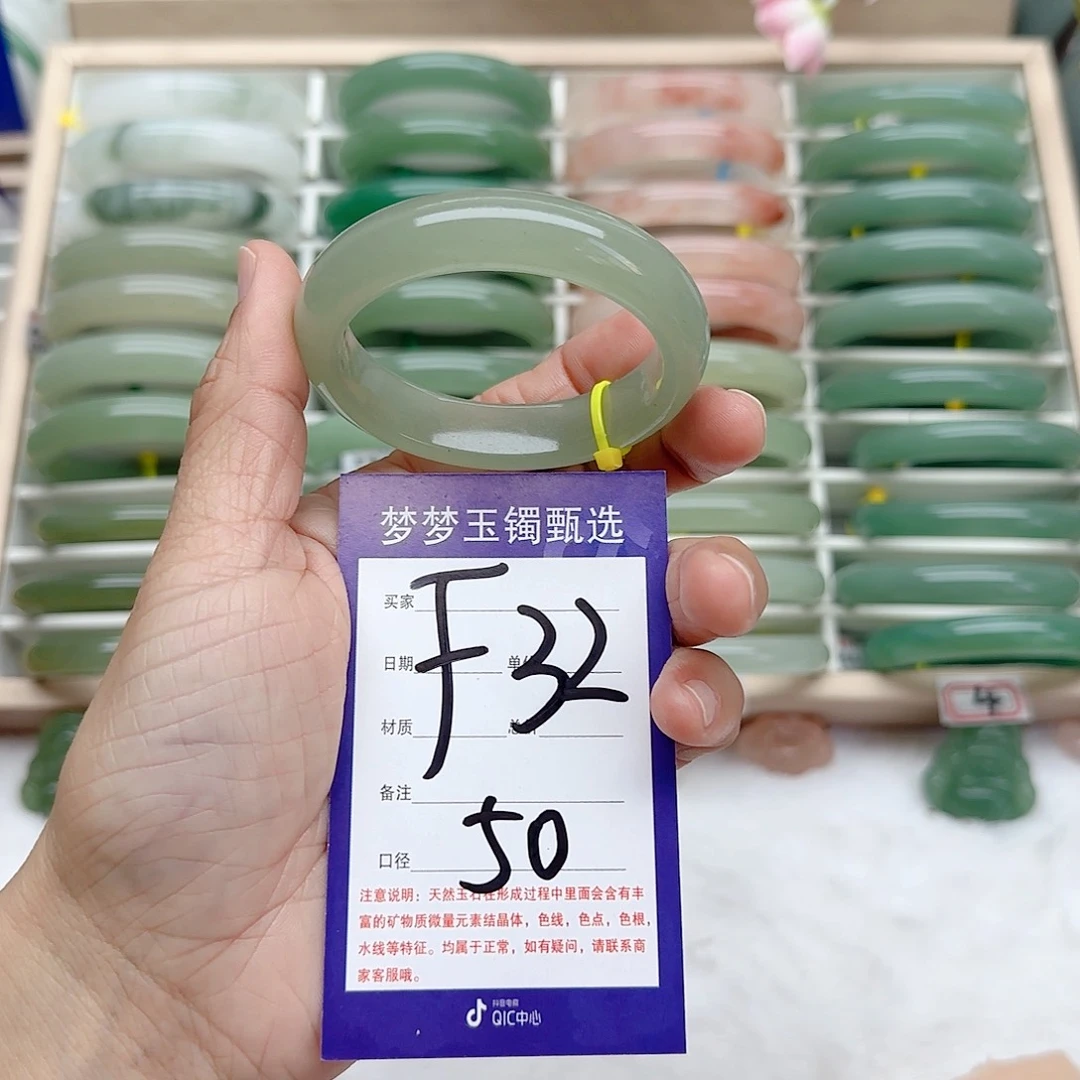 梦梦玉镯甄选
买家
F32
日期
材质
备注
50
口径
注意说明：天然玉石在形成过程中里面会含有丰
富的矿物质微量元素结晶体，色线，色点，色根，
水线等特征。均属于正常，如有疑问，请联系商
家客服哦。
抖音电商
QIC中心